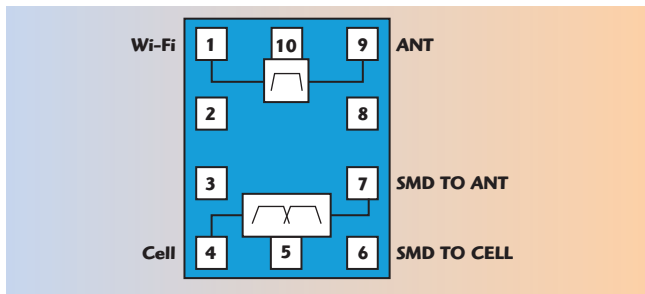 Wi-Fi 1 10 9 ANT
2 8
3 7 SMD TO ANT
Cell 4 5 6 SMD TO CELL